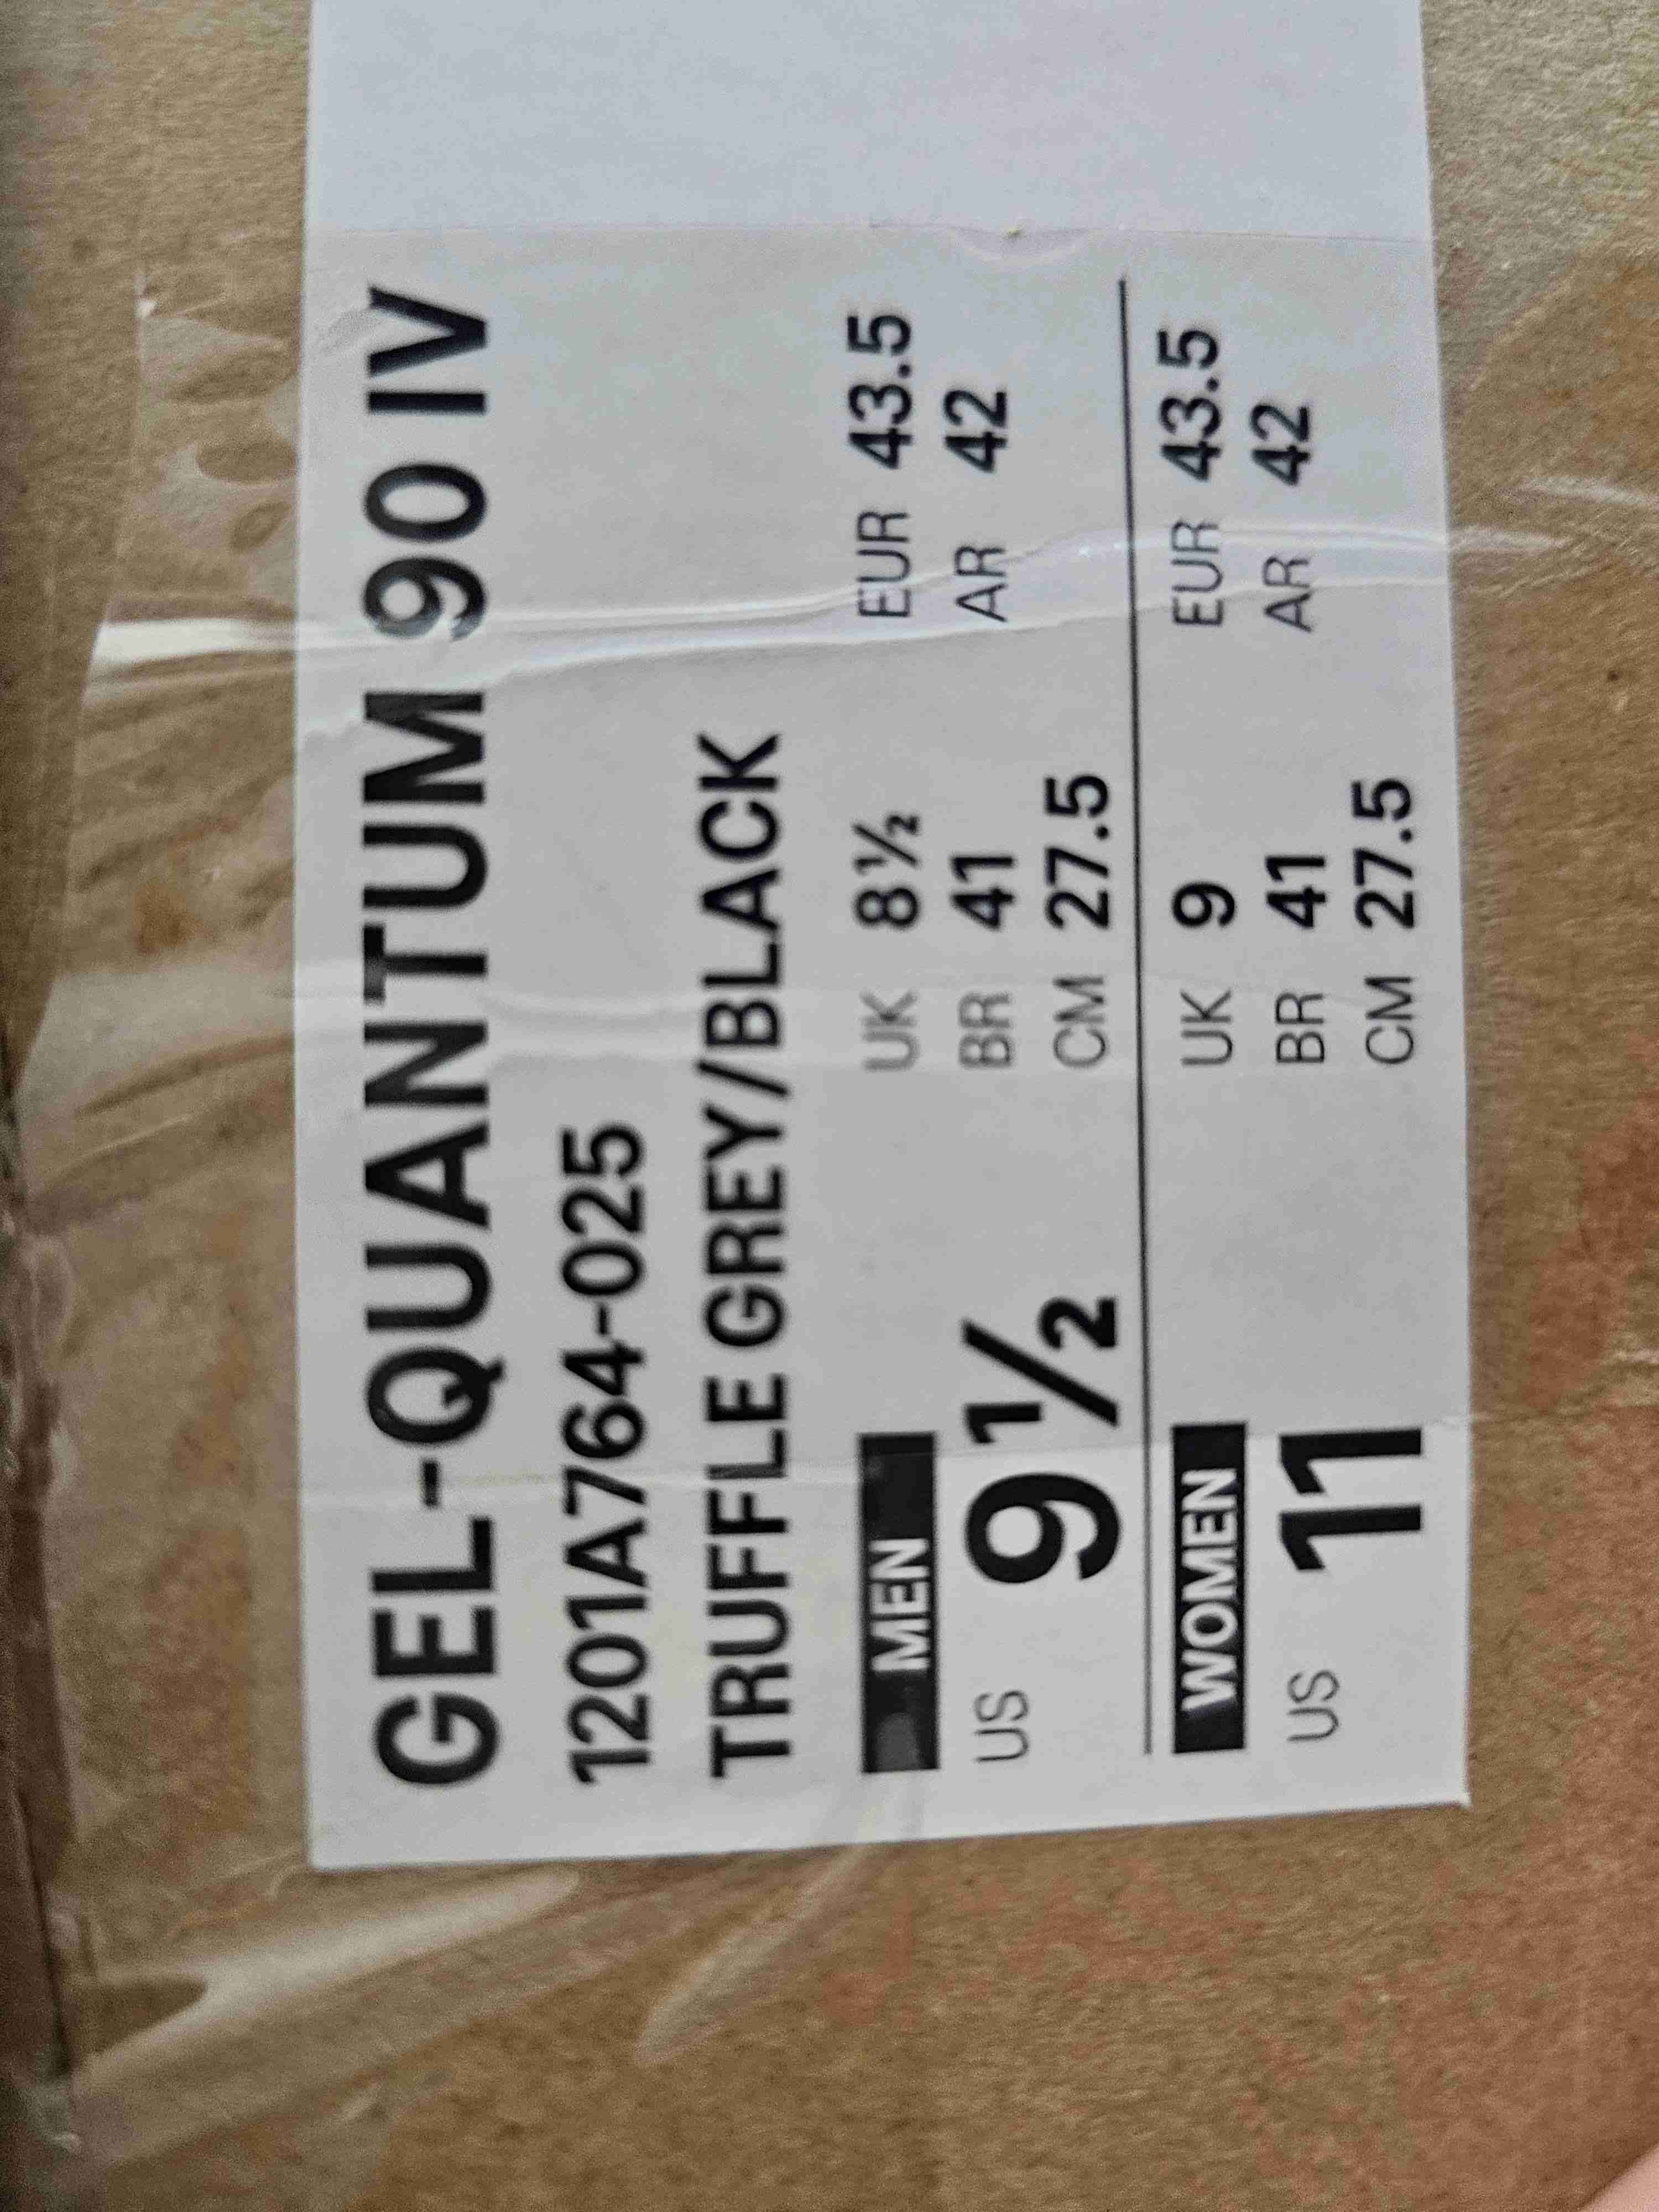 GEL-QUANTUM 90 IV
1201A764-025
TRUFFLE GREY/BLACK
MEN UK 8½ EUR 43.5
US 9½ BR 41 AR 42
CM 27.5
WOMEN UK 9 EUR 43.5
US 11 BR 41 AR 42
CM 27.5